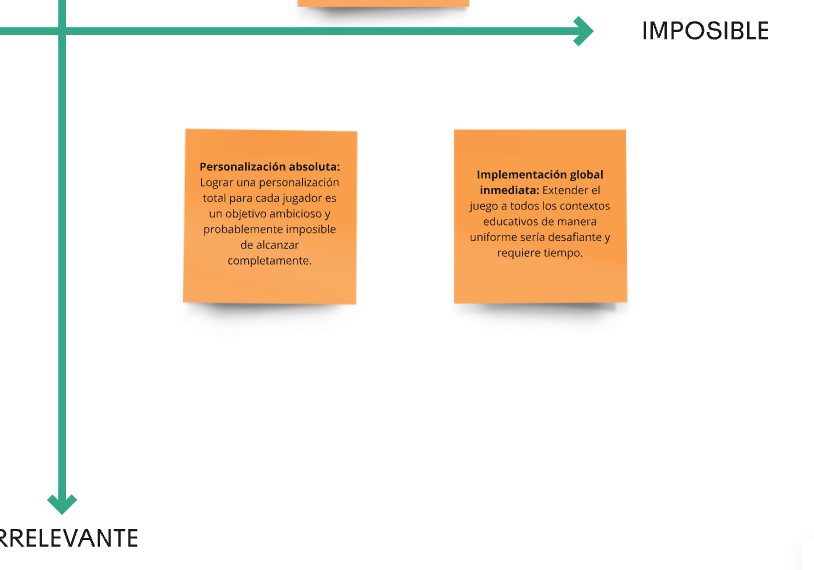 IMPOSIBLE
Personalización absoluta:
Lograr una personalización
total para cada jugador es
un objetivo ambicioso y
probablemente imposible
de alcanzar
completamente.
Implementación global
inmediata: Extender el
juego a todos los contextos
educativos de manera
uniforme sería desafiante y
requiere tiempo.
RRELEVANTE